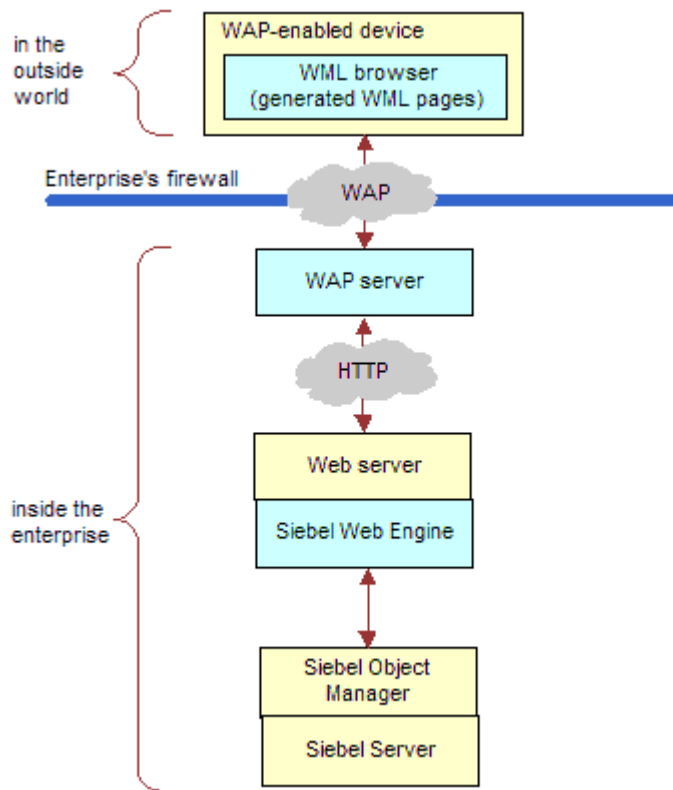 in the
outside
world
WAP-enabled device
WML browser
(generated WML pages)
Enterprise's firewall
WAP
WAP server
HTTP
Web server
Siebel Web Engine
inside the
enterprise
Siebel Object
Manager
Siebel Server